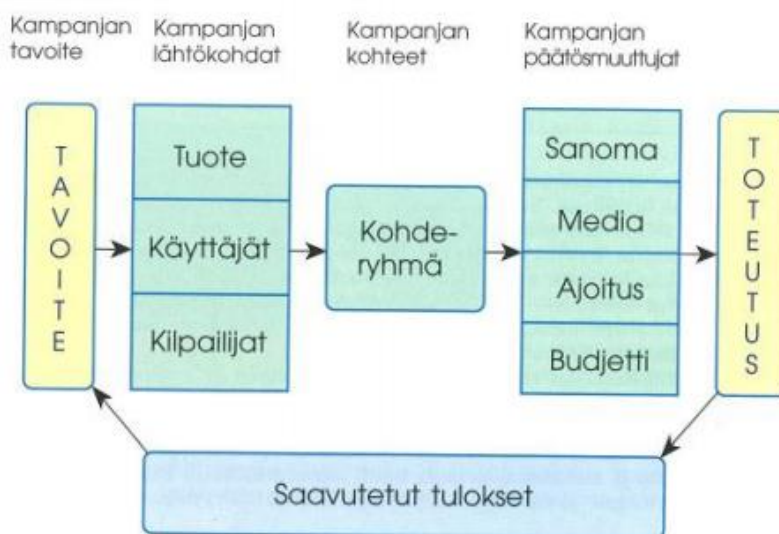 Kampanjan
tavoite
Kampanjan
lähtökohdat
Kampanjan
kohteet
Kampanjan
päätösmuuttujat
TAVOITE
Tuote
Käyttäjät
Kilpailijat
Kohde-
ryhmä
Sanoma
Media
Ajoitus
Budjetti
TOTEUTUS
Saavutetut tulokset